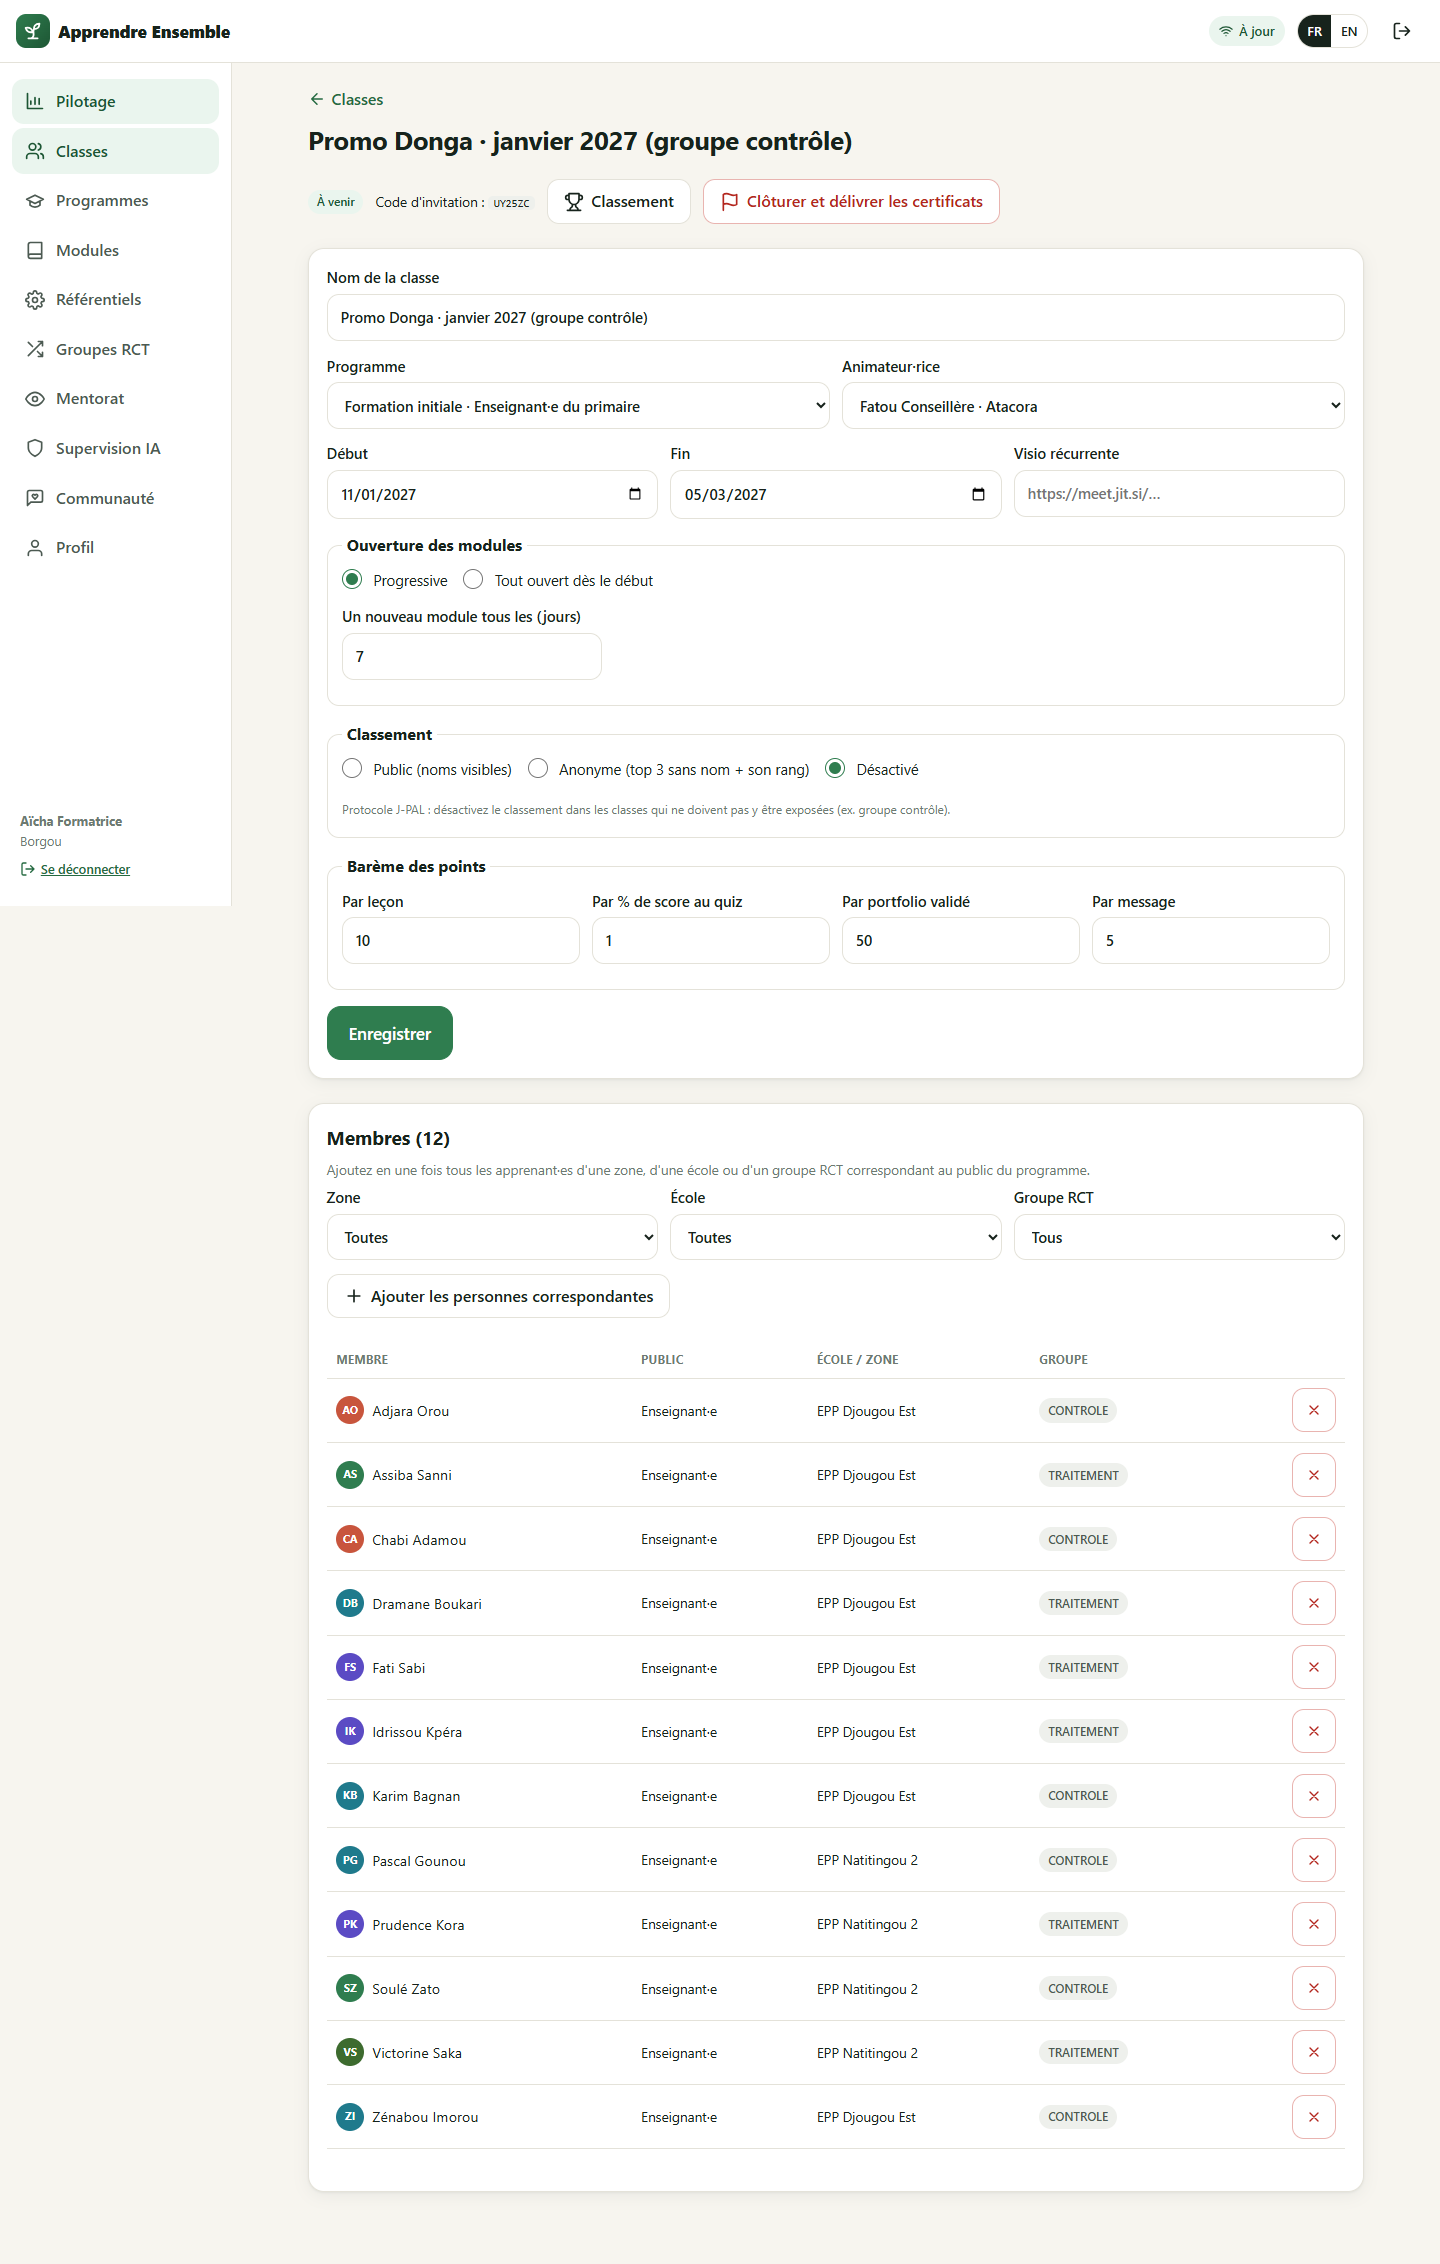 Apprendre Ensemble
À jour
FR EN
Pilotage
Classes
Programmes
Modules
Référentiels
Groupes RCT
Mentorat
Supervision IA
Communauté
Profil
Aïcha Formatrice
Borgou
Se déconnecter
← Classes
Promo Donga · janvier 2027 (groupe contrôle)
À venir Code d'invitation : UY25ZC Classement Clôturer et délivrer les certificats
Nom de la classe
Promo Donga · janvier 2027 (groupe contrôle)
Programme Animateur·rice
Formation initiale · Enseignant·e du primaire Fatou Conseillère · Atacora
Début Fin Visio récurrente
11/01/2027 05/03/2027 https://meet.jit.si/...
Ouverture des modules
Progressive Tout ouvert dès le début
Un nouveau module tous les (jours)
7
Classement
Public (noms visibles) Anonyme (top 3 sans nom + son rang) Désactivé
Protocole J-PAL : désactivez le classement dans les classes qui ne doivent pas y être exposées (ex. groupe contrôle).
Barème des points
Par leçon Par % de score au quiz Par portfolio validé Par message
10 1 50 5
Enregistrer
Membres (12)
Ajoutez en une fois tous les apprenant·es d'une zone, d'une école ou d'un groupe RCT correspondant au public du programme.
Zone École Groupe RCT
Toutes Toutes Tous
+ Ajouter les personnes correspondantes
MEMBRE PUBLIC ÉCOLE / ZONE GROUPE
AO Adjara Orou Enseignant·e EPP Djougou Est CONTROLE
AS Assiba Sanni Enseignant·e EPP Djougou Est TRAITEMENT
CA Chabi Adamou Enseignant·e EPP Djougou Est CONTROLE
DB Dramane Boukari Enseignant·e EPP Djougou Est TRAITEMENT
FS Fati Sabi Enseignant·e EPP Djougou Est TRAITEMENT
IK Idrissou Kpéra Enseignant·e EPP Djougou Est TRAITEMENT
KB Karim Bagnan Enseignant·e EPP Djougou Est CONTROLE
PG Pascal Gounou Enseignant·e EPP Natitingou 2 CONTROLE
PK Prudence Kora Enseignant·e EPP Natitingou 2 TRAITEMENT
SZ Soulé Zato Enseignant·e EPP Natitingou 2 CONTROLE
VS Victorine Saka Enseignant·e EPP Natitingou 2 TRAITEMENT
ZI Zénabou Imorou Enseignant·e EPP Djougou Est CONTROLE